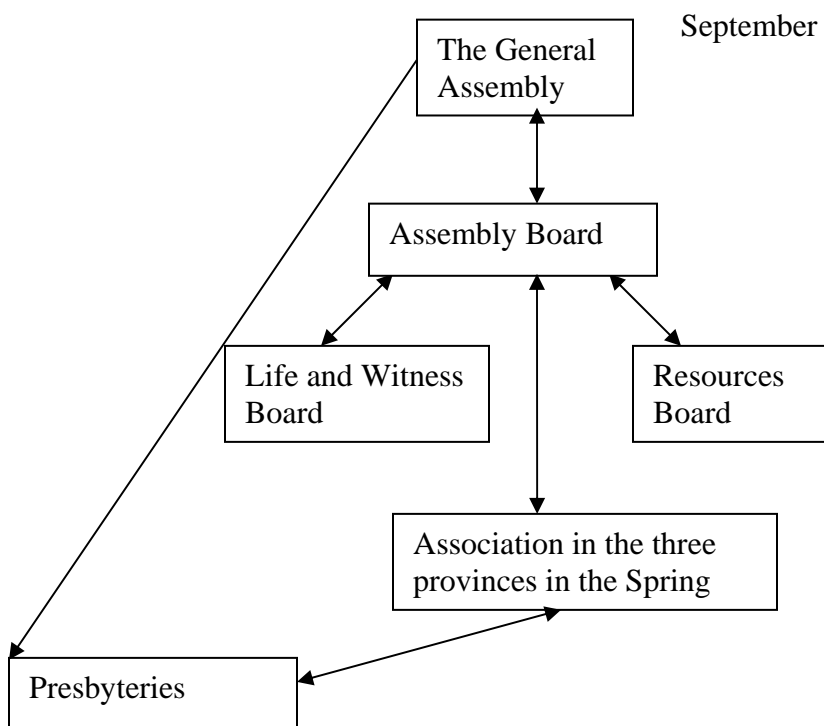 September
The General
Assembly
Assembly Board
Life and Witness
Board
Resources
Board
Association in the three
provinces in the Spring
Presbyteries